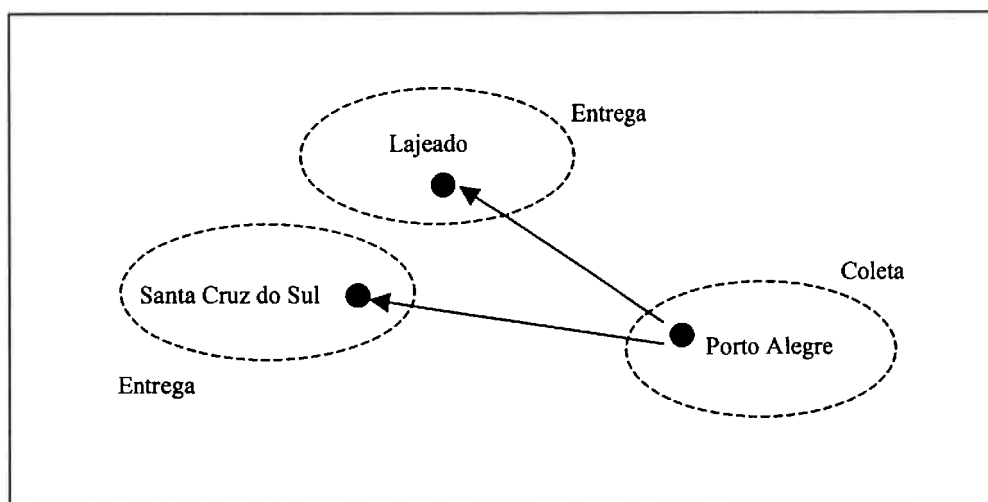 Entrega
Lajeado
Coleta
Santa Cruz do Sul
Porto Alegre
Entrega